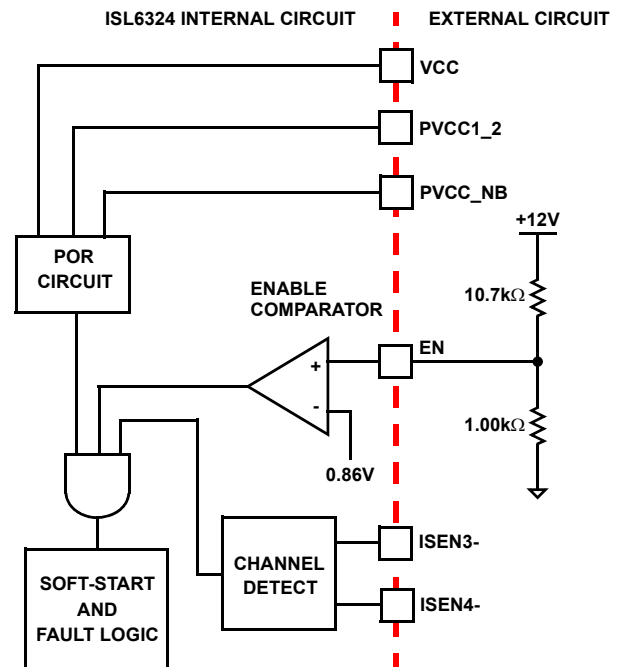 ISL6324 INTERNAL CIRCUIT
EXTERNAL CIRCUIT
VCC
PVCC1_2
PVCC_NB
+12V
POR
CIRCUIT
10.7kΩ
ENABLE
COMPARATOR
EN
+
-
1.00kΩ
0.86V
ISEN3-
CHANNEL
DETECT
ISEN4-
SOFT-START
AND
FAULT LOGIC